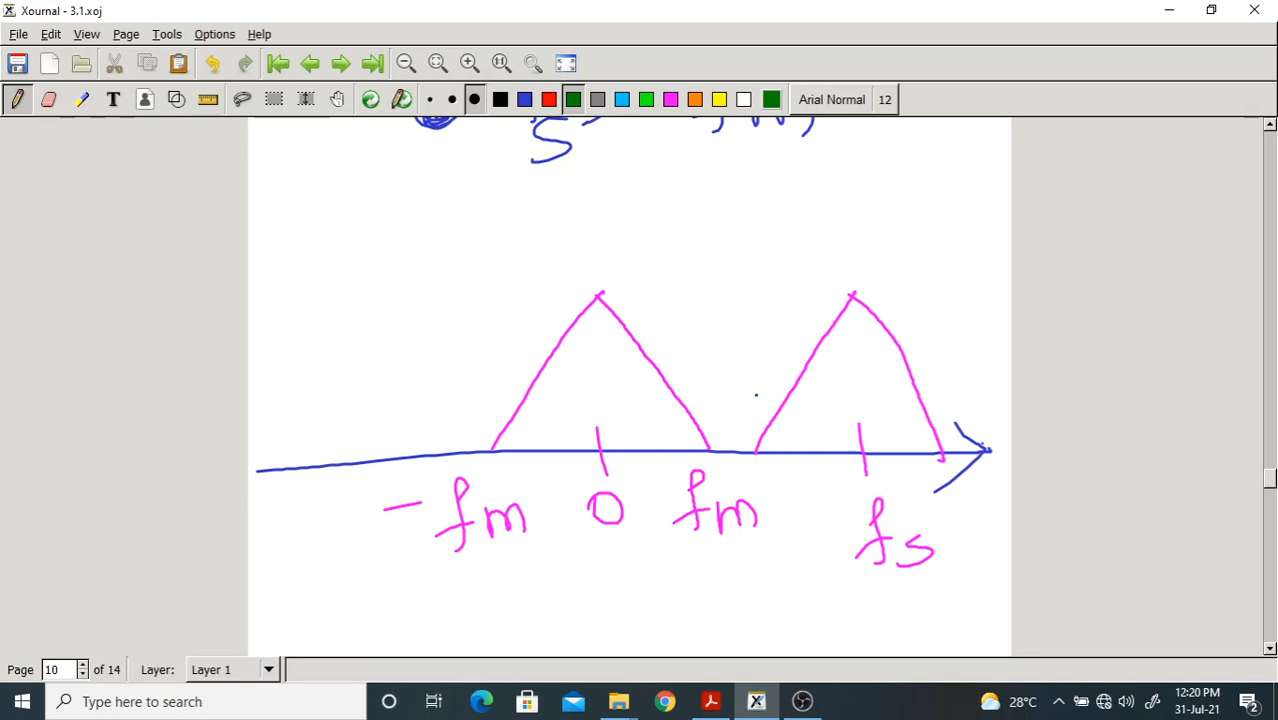 Xournal - 3.1.xoj
File Edit View Page Tools Options Help
T Arial Normal 12
- fm 0 fm fs
Page 10 of 14 Layer: Layer 1
Type here to search 28°C 12:20 PM
31-Jul-21 2